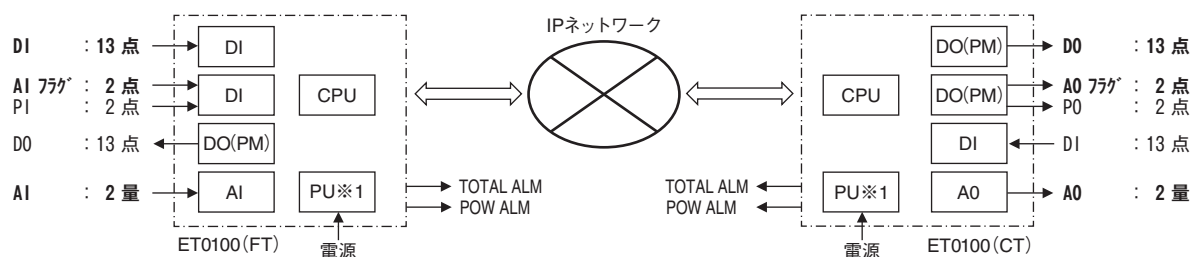 IPネットワーク
DI : 13 点
DI
AI フラグ : 2 点
PI : 2 点
DI
CPU
DO : 13 点
DO(PM)
AI : 2 量
AI
PU※1
TOTAL ALM
POW ALM
ET0100(FT)
電源
DO(PM)
DO : 13 点
CPU
DO(PM)
AO フラグ : 2 点
PO : 2 点
DI
DI : 13 点
TOTAL ALM
POW ALM
PU※1
AO
AO : 2 量
電源
ET0100(CT)